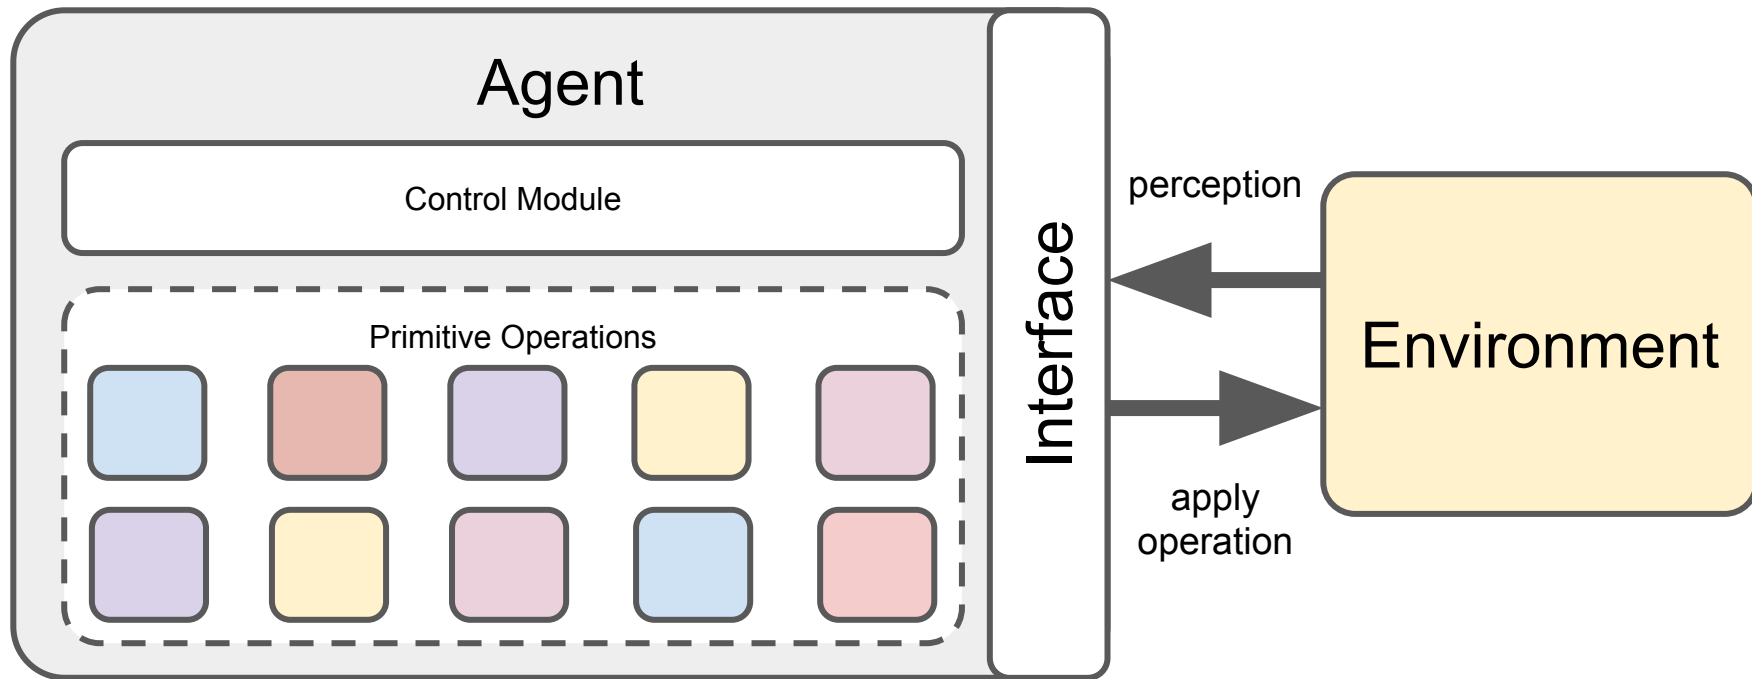 Agent
Control Module
Primitive Operations
Interface
perception
apply
operation
Environment